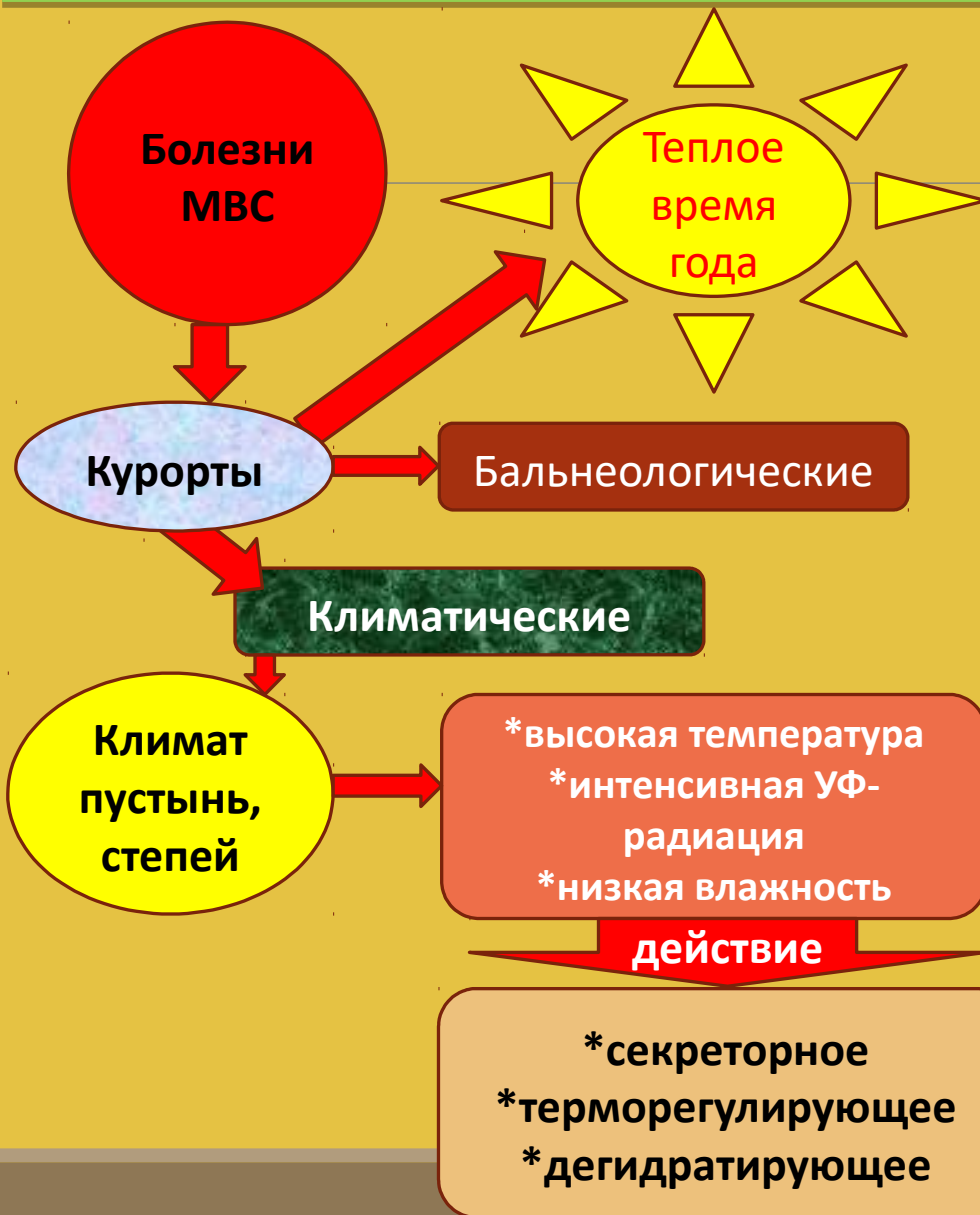 Болезни
МВС
Теплое
время
года
Курорты
Бальнеологические
Климатические
Климат
пустынь,
степей
*высокая температура
*интенсивная УФ-
радиация
*низкая влажность
действие
*секреторное
*терморегулирующее
*дегидратирующее